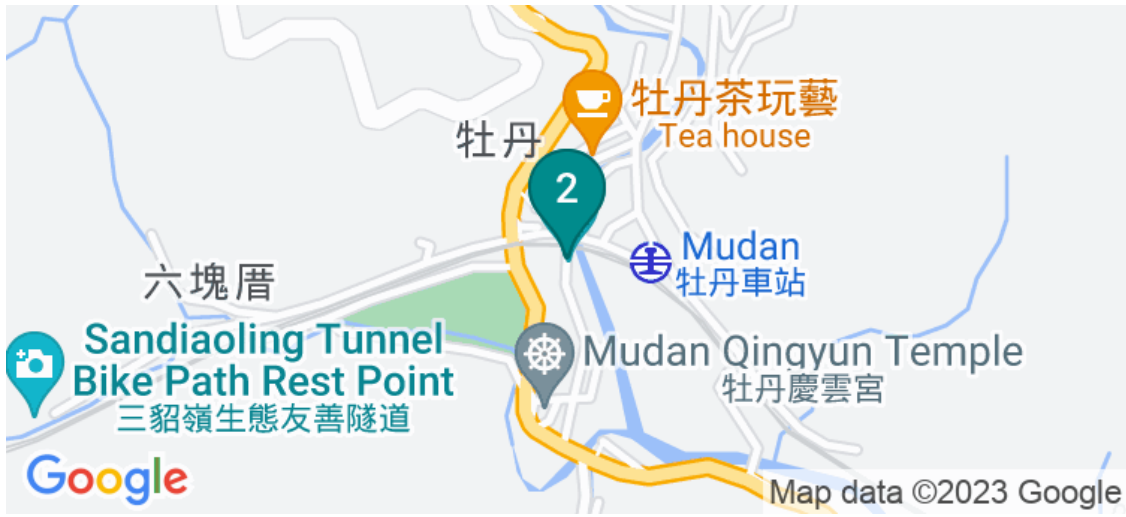 牡丹茶玩藝
Tea house
牡丹
2
Mudan
牡丹車站
六塊厝
Sandiaoling Tunnel
Bike Path Rest Point
三貂嶺生態友善隧道
Mudan Qingyun Temple
牡丹慶雲宮
Google
Map data ©2023 Google